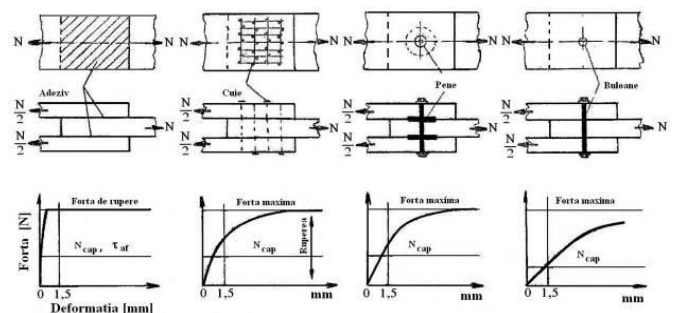 N N N N N N N N
Adeziv Cuie Pene Buloane
N/2 N N/2 N N/2 N N/2 N
N/2 N/2 N/2 N/2
Forta de rupere Forta maxima Forta maxima Forta maxima
Forta [N]
N cap , τ af N cap N cap N cap
Ruperea
0 1,5 0 1,5 mm 0 1,5 mm 0 1,5 mm
Deformatia [mm]